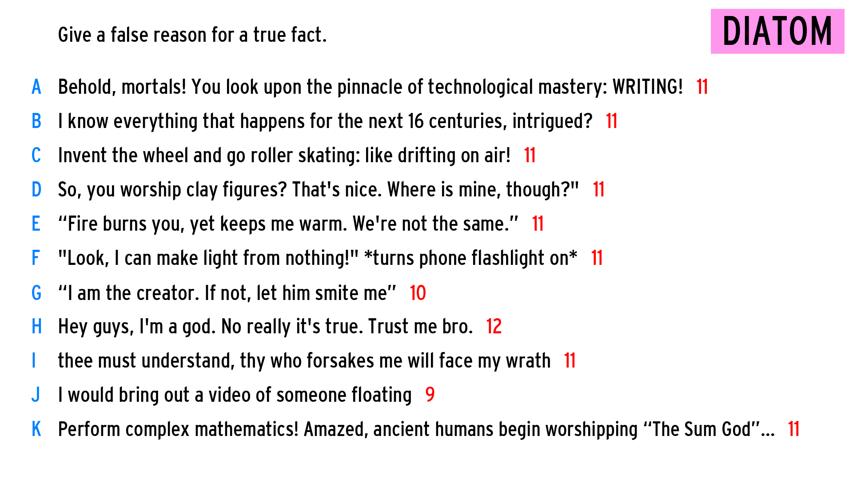 Give a false reason for a true fact.
DIATOM
A Behold, mortals! You look upon the pinnacle of technological mastery: WRITING! 11
B I know everything that happens for the next 16 centuries, intrigued? 11
C Invent the wheel and go roller skating: like drifting on air! 11
D So, you worship clay figures? That's nice. Where is mine, though?" 11
E “Fire burns you, yet keeps me warm. We're not the same.” 11
F "Look, I can make light from nothing!" *turns phone flashlight on* 11
G “I am the creator. If not, let him smite me” 10
H Hey guys, I'm a god. No really it's true. Trust me bro. 12
I thee must understand, thy who forsakes me will face my wrath 11
J I would bring out a video of someone floating 9
K Perform complex mathematics! Amazed, ancient humans begin worshipping “The Sum God”... 11